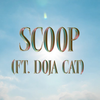 SCOOP
(FT. DOJA CAT)